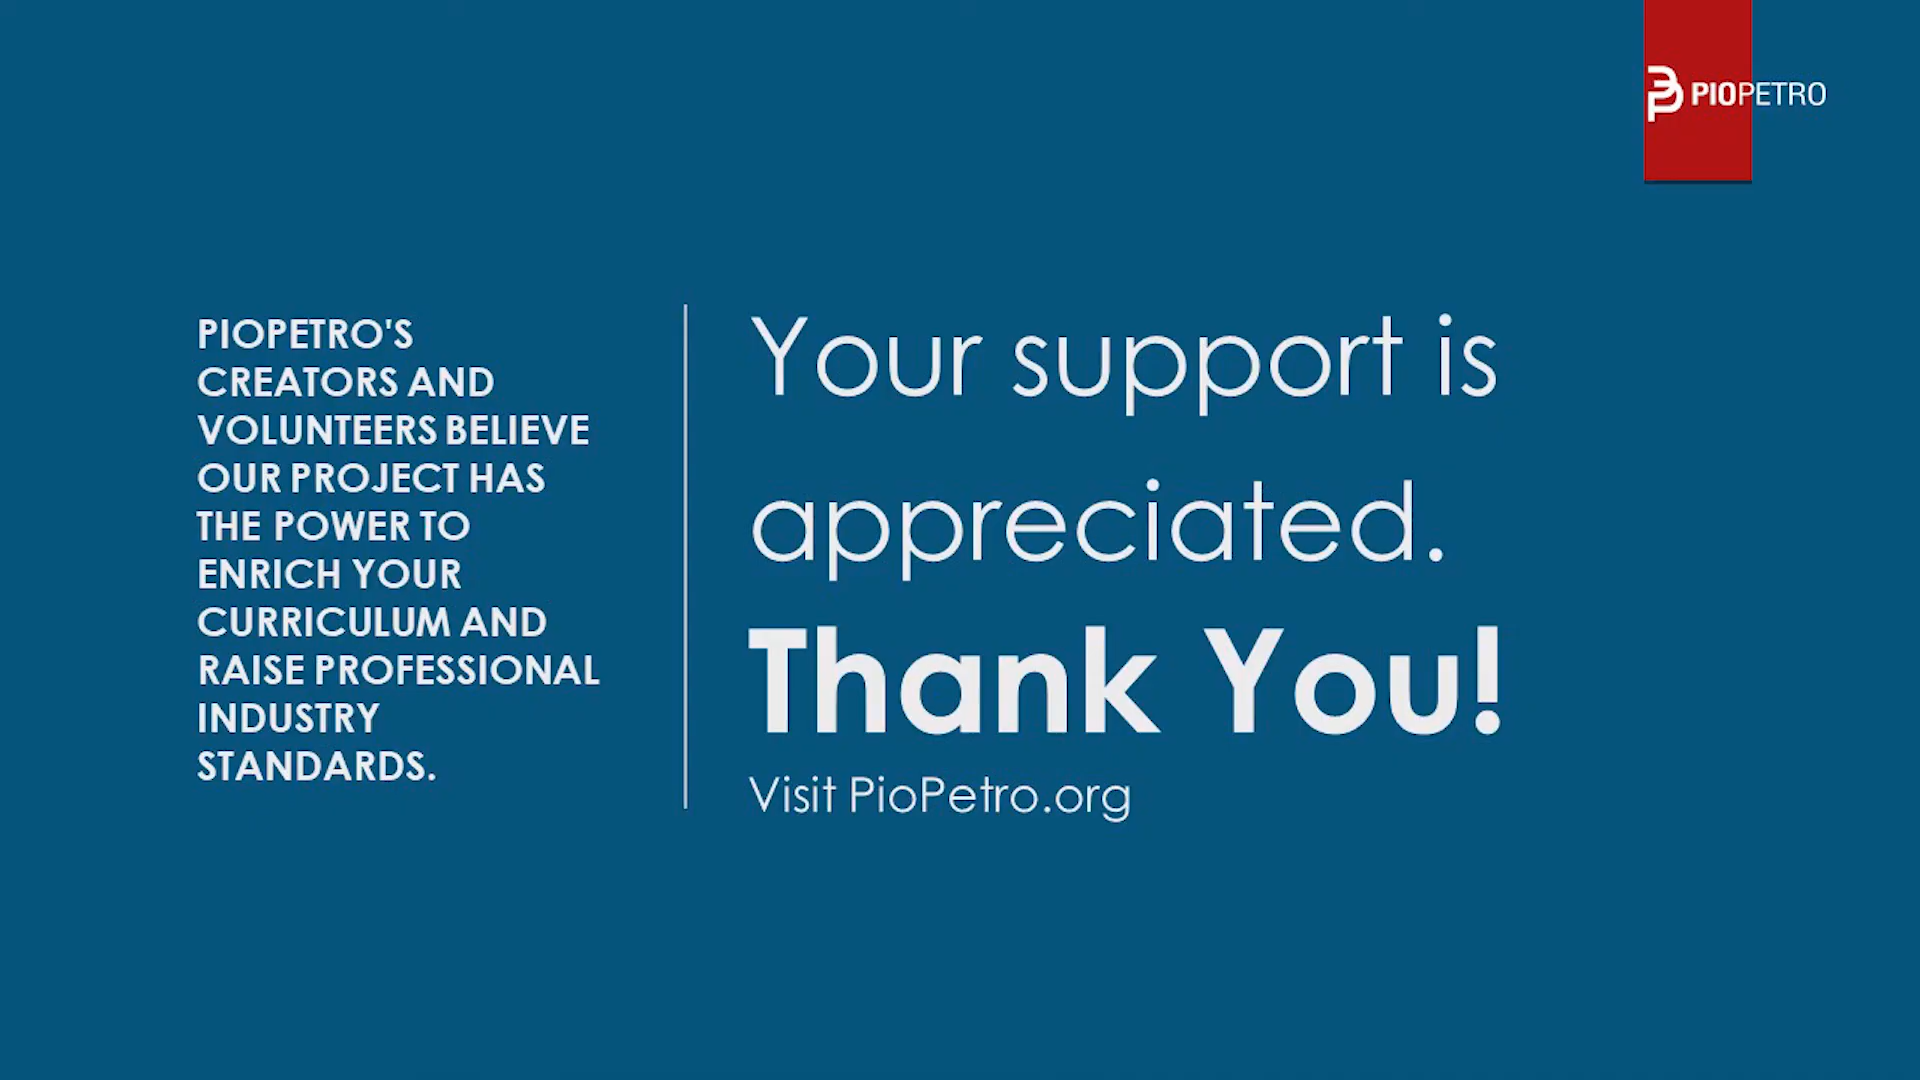 PIOPETRO
PIOPETRO'S
CREATORS AND
VOLUNTEERS BELIEVE
OUR PROJECT HAS
THE POWER TO
ENRICH YOUR
CURRICULUM AND
RAISE PROFESSIONAL
INDUSTRY
STANDARDS.
Your support is
appreciated.
Thank You!
Visit PioPetro.org